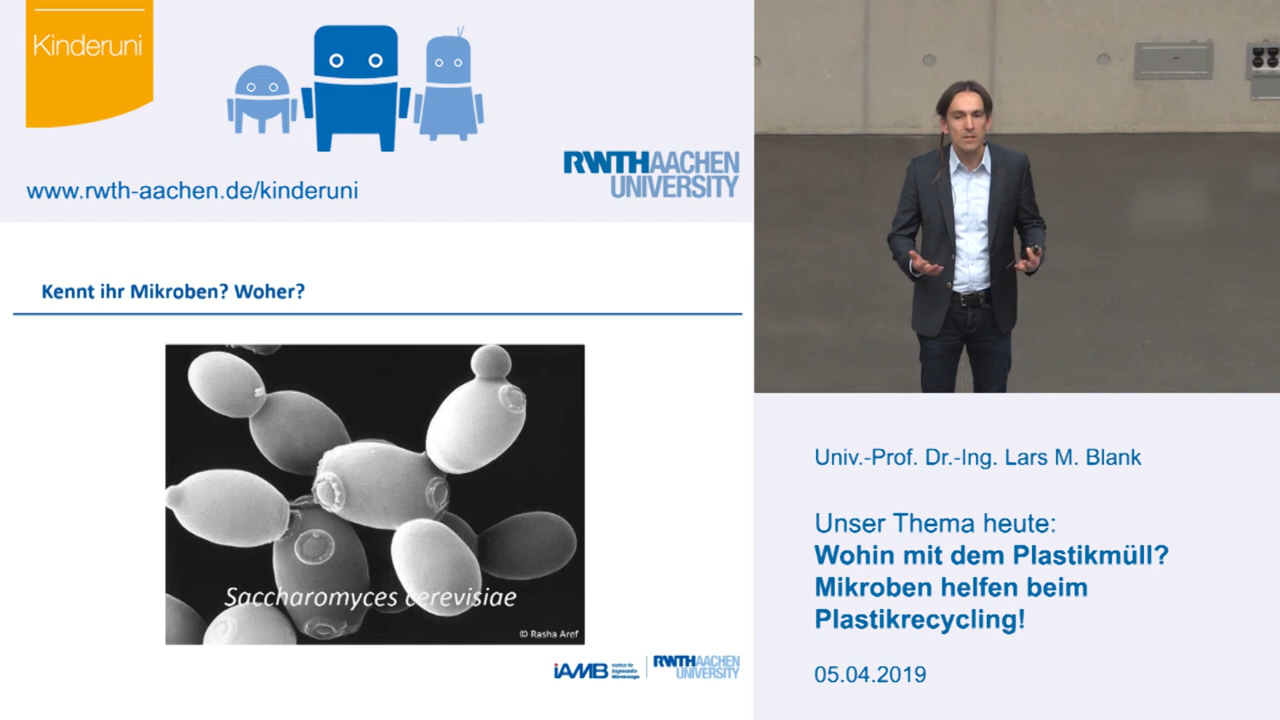 Kinderuni
www.rwth-aachen.de/kinderuni
RWTHAACHEN
UNIVERSITY
Kennt ihr Mikroben? Woher?
Saccharomyces cerevisiae
© Rasha Aref
iAMB
Institut für
Angewandte
Mikrobiologie
RWTHAACHEN
UNIVERSITY
Univ.-Prof. Dr.-Ing. Lars M. Blank
Unser Thema heute:
Wohin mit dem Plastikmüll?
Mikroben helfen beim
Plastikrecycling!
05.04.2019